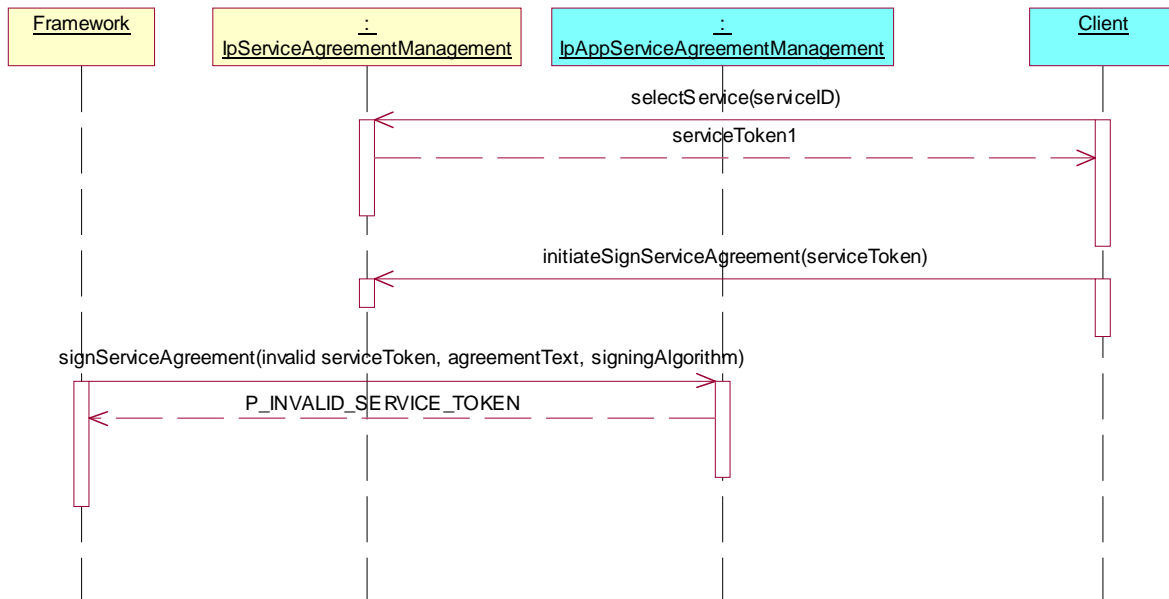 Framework
:
IpServiceAgreementManagement
:
IpAppServiceAgreementManagement
Client
selectService(serviceID)
serviceToken1
initiateSignServiceAgreement(serviceToken)
signServiceAgreement(invalid serviceToken, agreementText, signingAlgorithm)
P_INVALID_SERVICE_TOKEN